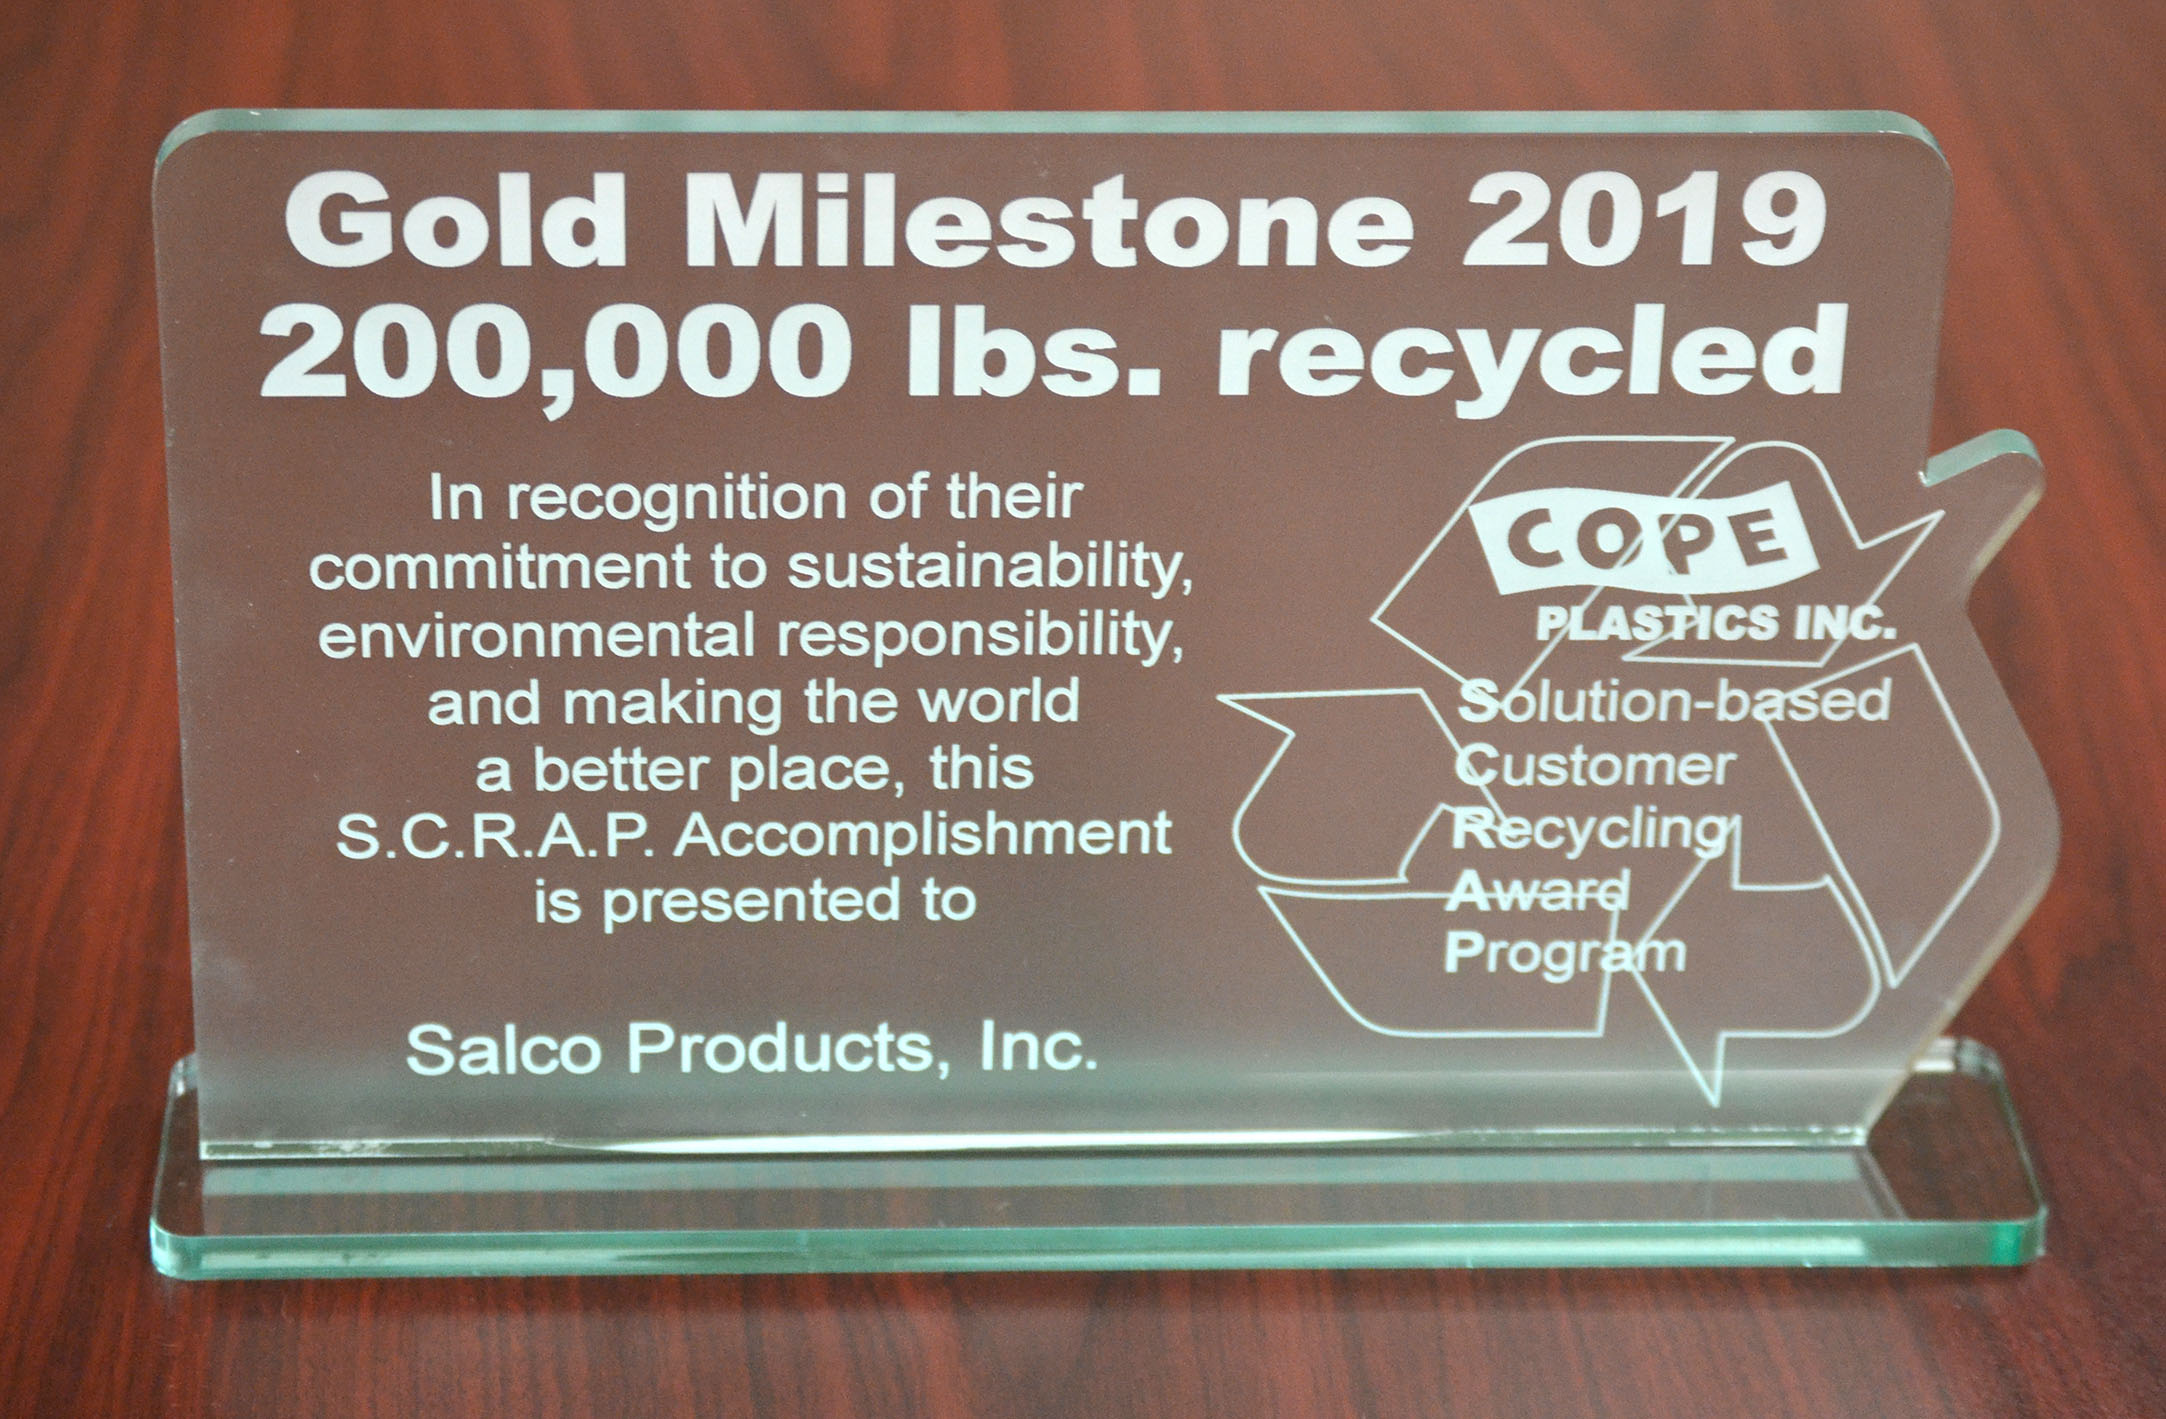 Gold Milestone 2019
200,000 lbs. recycled
In recognition of their
commitment to sustainability,
environmental responsibility,
and making the world
a better place, this
S.C.R.A.P. Accomplishment
is presented to
Salco Products, Inc.
COPE
PLASTICS INC.
Solution-based
Customer
Recycling
Award
Program